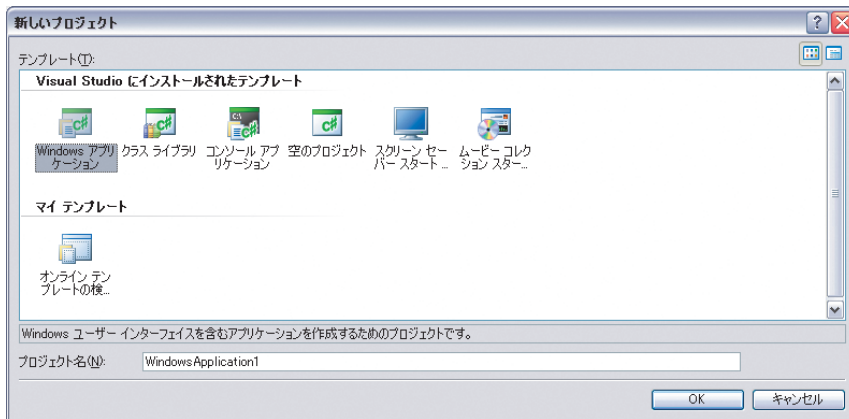 新しいプロジェクト
テンプレート(T):
Visual Studio にインストールされたテンプレート
Windows アプリ
ケーション
クラス ライブラリ
コンソール アプ
リケーション
空のプロジェクト
スクリーン セー
バー スタート ...
ムービー コレク
ション スター...
マイ テンプレート
オンライン テン
プレートの検...
Windows ユーザー インターフェイスを含むアプリケーションを作成するためのプロジェクトです。
プロジェクト名(N):
WindowsApplication1
OK
キャンセル